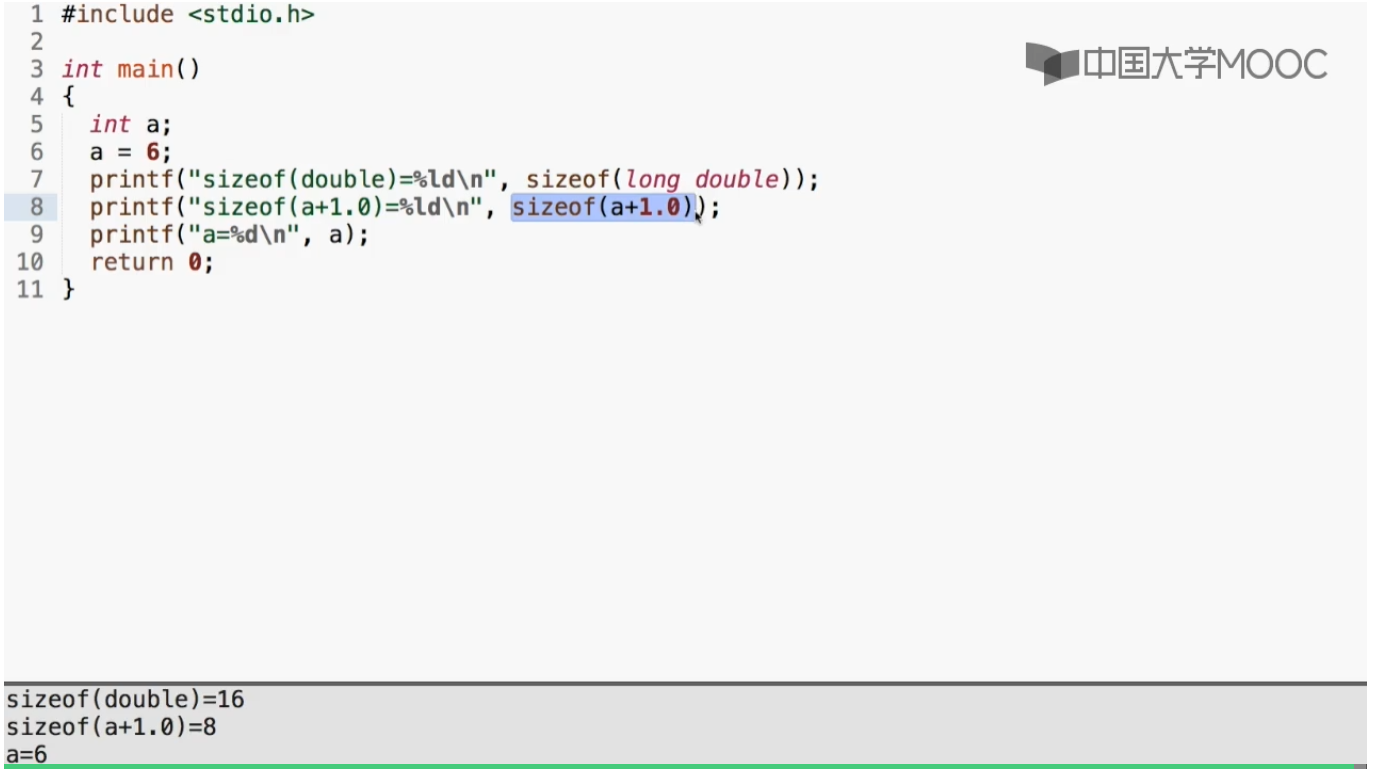 1 #include <stdio.h>
2
中国大学MOOC
3 int main()
4 {
5 int a;
6 a = 6;
7 printf("sizeof(double)=%ld\n", sizeof(long double));
8 printf("sizeof(a+1.0)=%ld\n", sizeof(a+1.0));
9 printf("a=%d\n", a);
10 return 0;
11 }
sizeof(double)=16
sizeof(a+1.0)=8
a=6